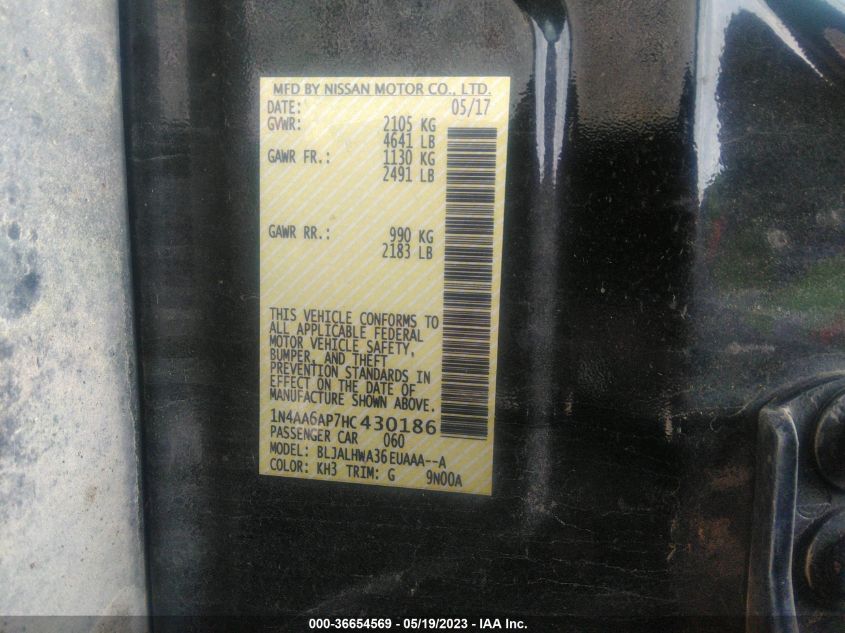 MFD BY NISSAN MOTOR CO., LTD.
DATE: 05/17
GVWR: 2105 KG
4641 LB
GAWR FR.: 1130 KG
2491 LB
GAWR RR.: 990 KG
2183 LB
THIS VEHICLE CONFORMS TO
ALL APPLICABLE FEDERAL
MOTOR VEHICLE SAFETY,
BUMPER, AND THEFT
PREVENTION STANDARDS IN
EFFECT ON THE DATE OF
MANUFACTURE SHOWN ABOVE.
1N4AA6AP7HC430186
PASSENGER CAR 060
MODEL: BLJALHWA36EUAAA--A
COLOR: KH3 TRIM: G 9N00A
000-36654569 - 05/19/2023 - IAA Inc.